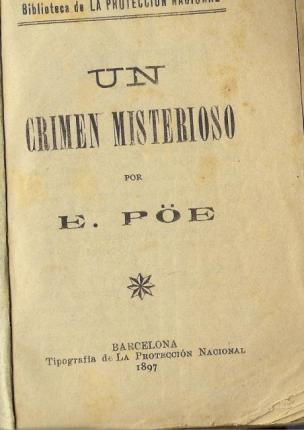 Biblioteca de LA PROTECCIÓN NACIONAL
UN
CRIMEN MISTERIOSO
POR
E. PÖE
BARCELONA
Tipografía de LA PROTECCIÓN NACIONAL
1897